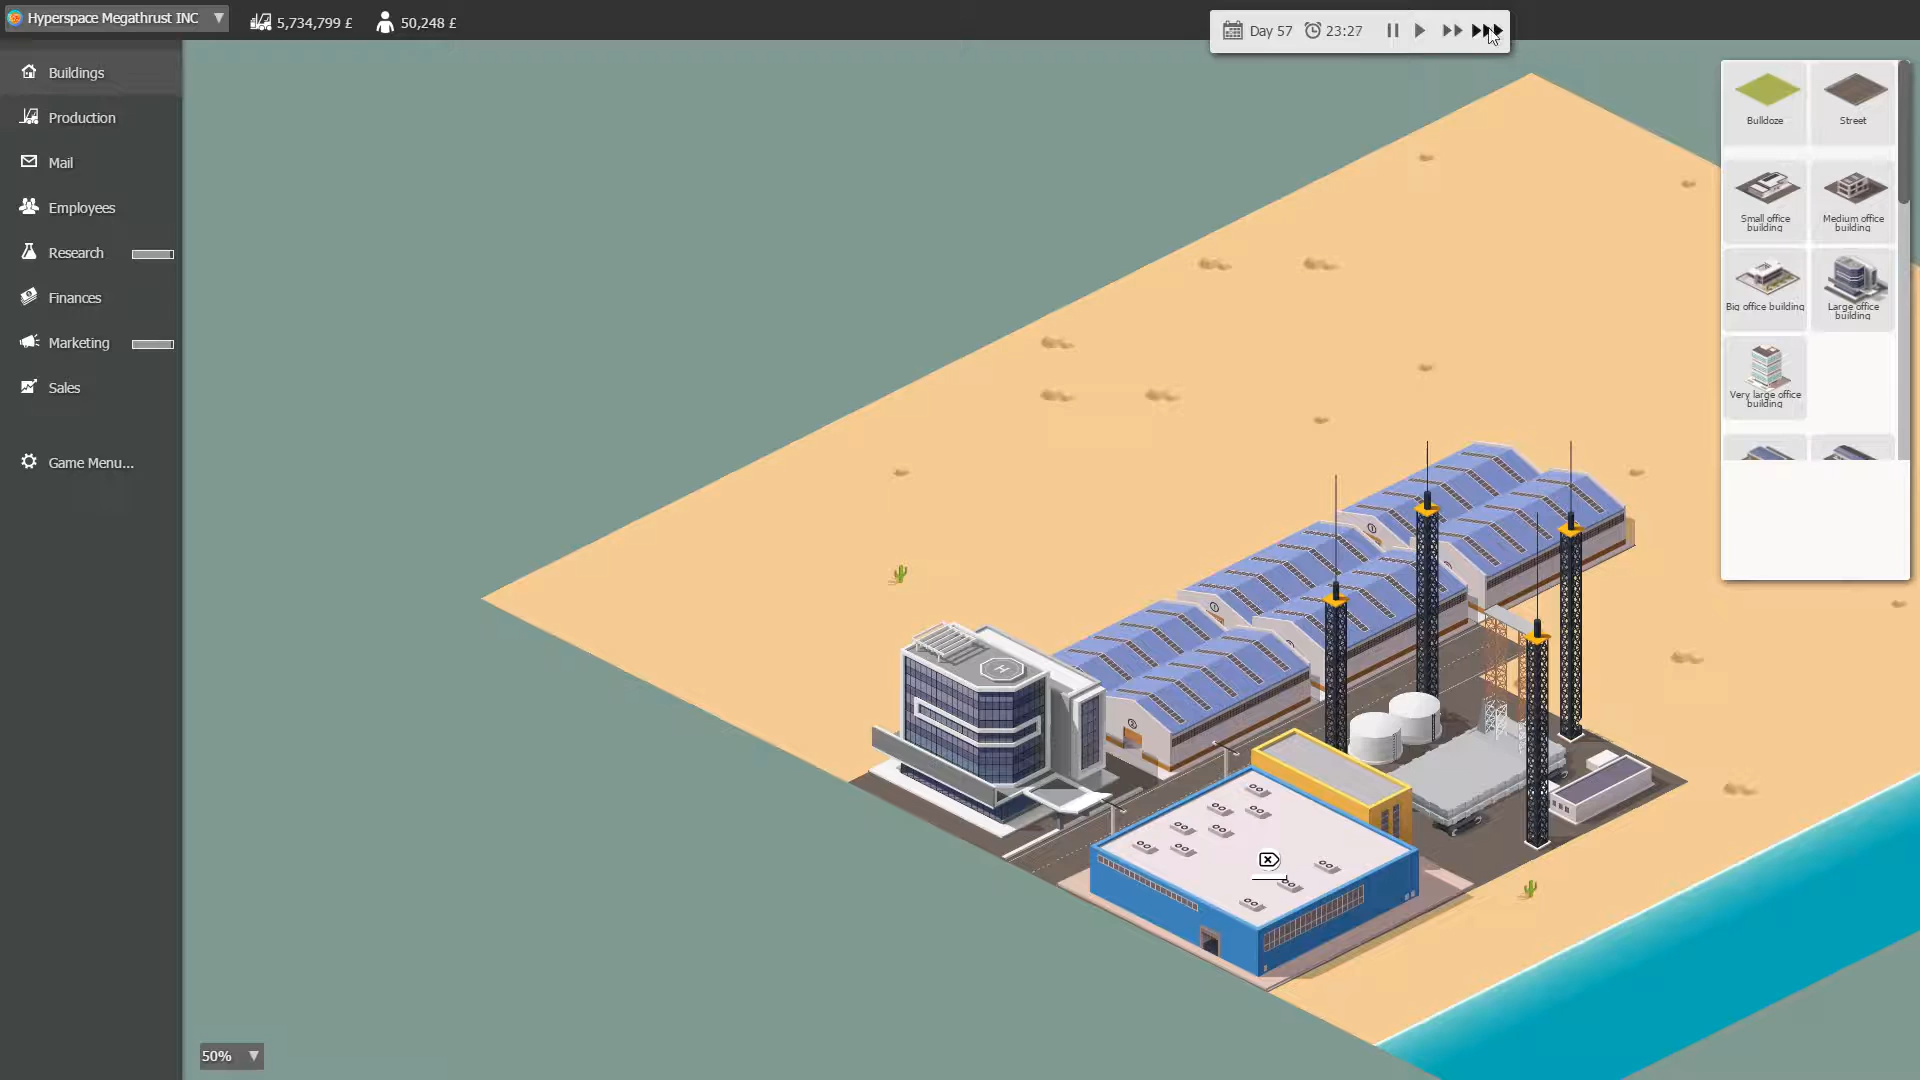 Hyperspace Megathrust INC
5,734,799 £
50,248 £
Day 57
23:27
Buildings
Production
Mail
Employees
Research
Finances
Marketing
Sales
Game Menu...
Bulldoze
Street
Small office
building
Medium office
building
Big office building
Large office
building
Very large office
building
H
50%